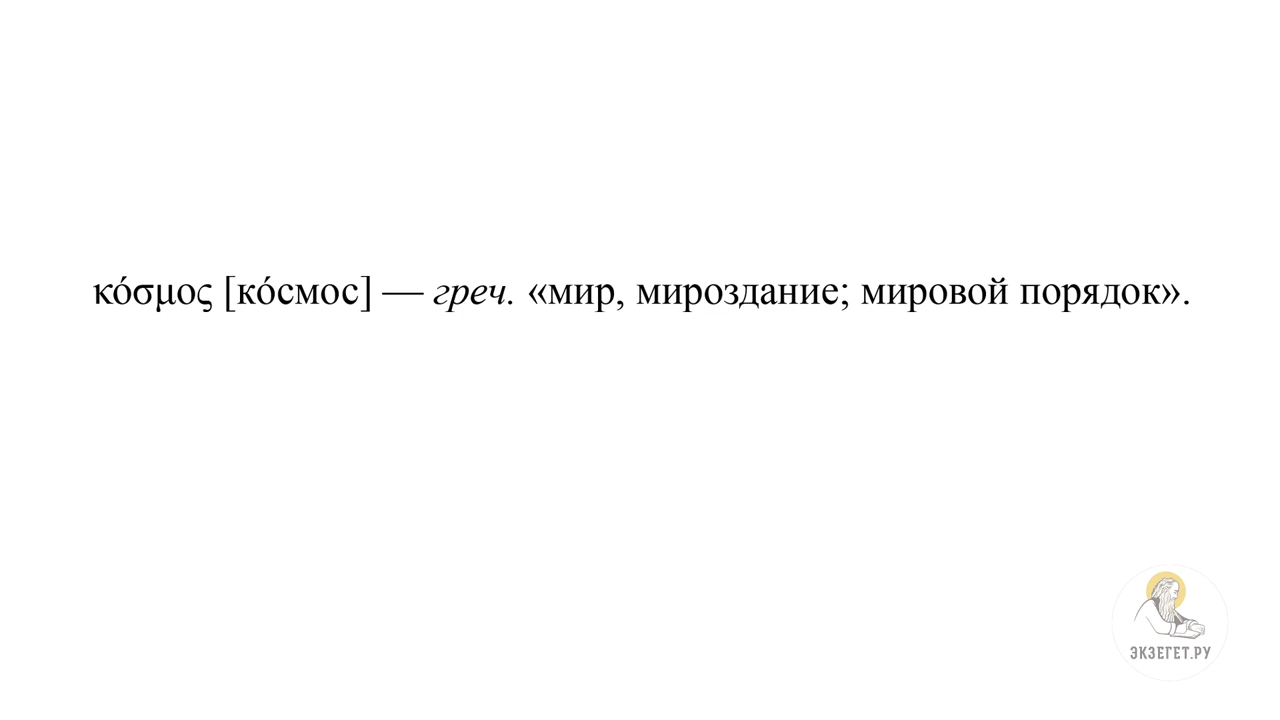 κόσμος [ко́смос] — греч. «мир, мироздание; мировой порядок».
ЭКЗЕГЕТ.РУ